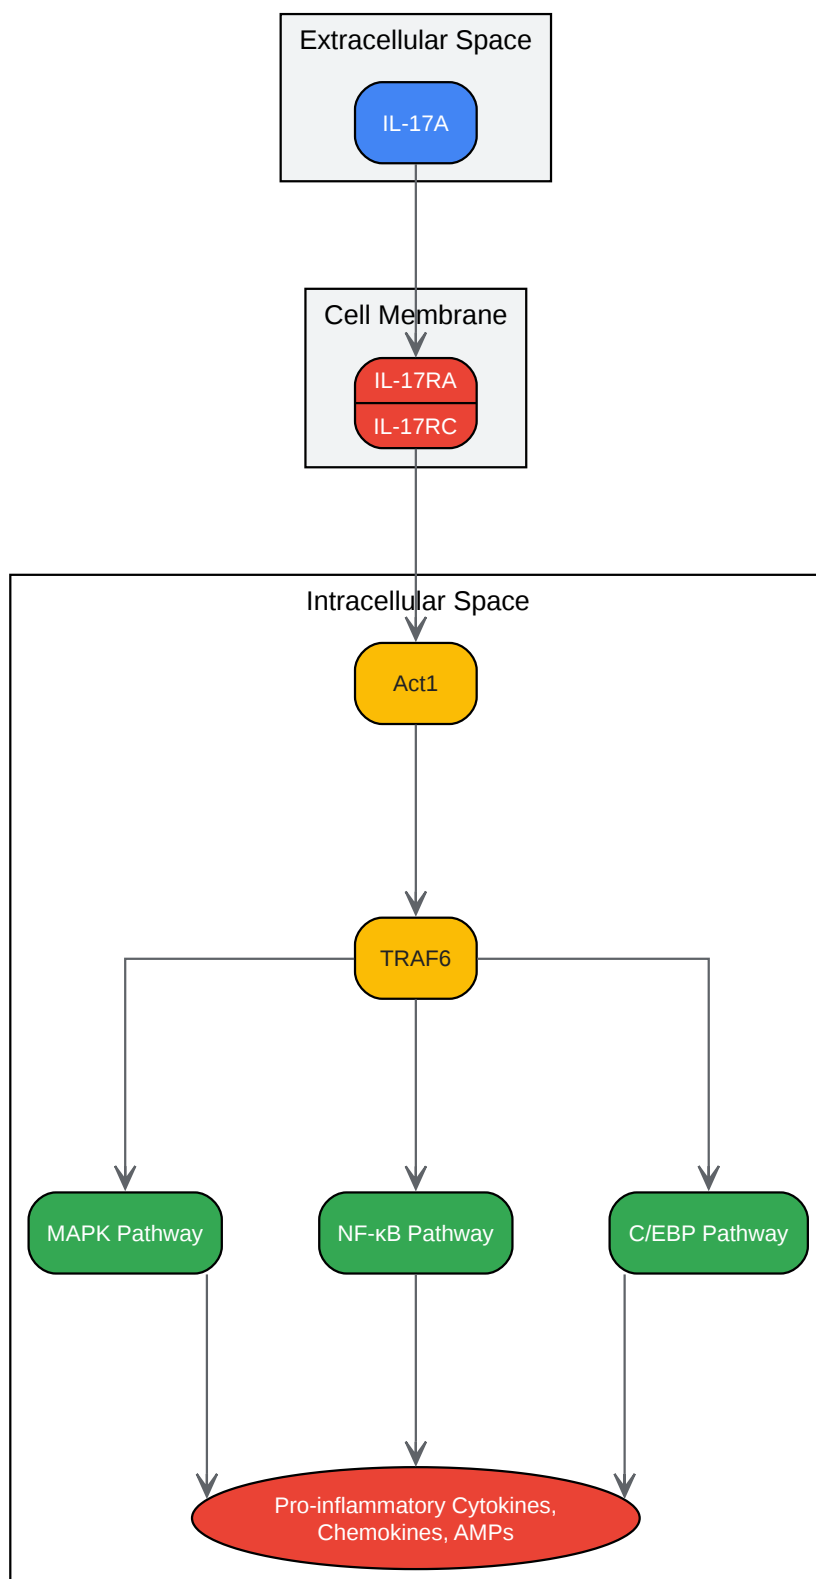 Extracellular Space
IL-17A
Cell Membrane
IL-17RA
IL-17RC
Intracellular Space
Act1
TRAF6
MAPK Pathway
NF-κB Pathway
C/EBP Pathway
Pro-inflammatory Cytokines,
Chemokines, AMPs